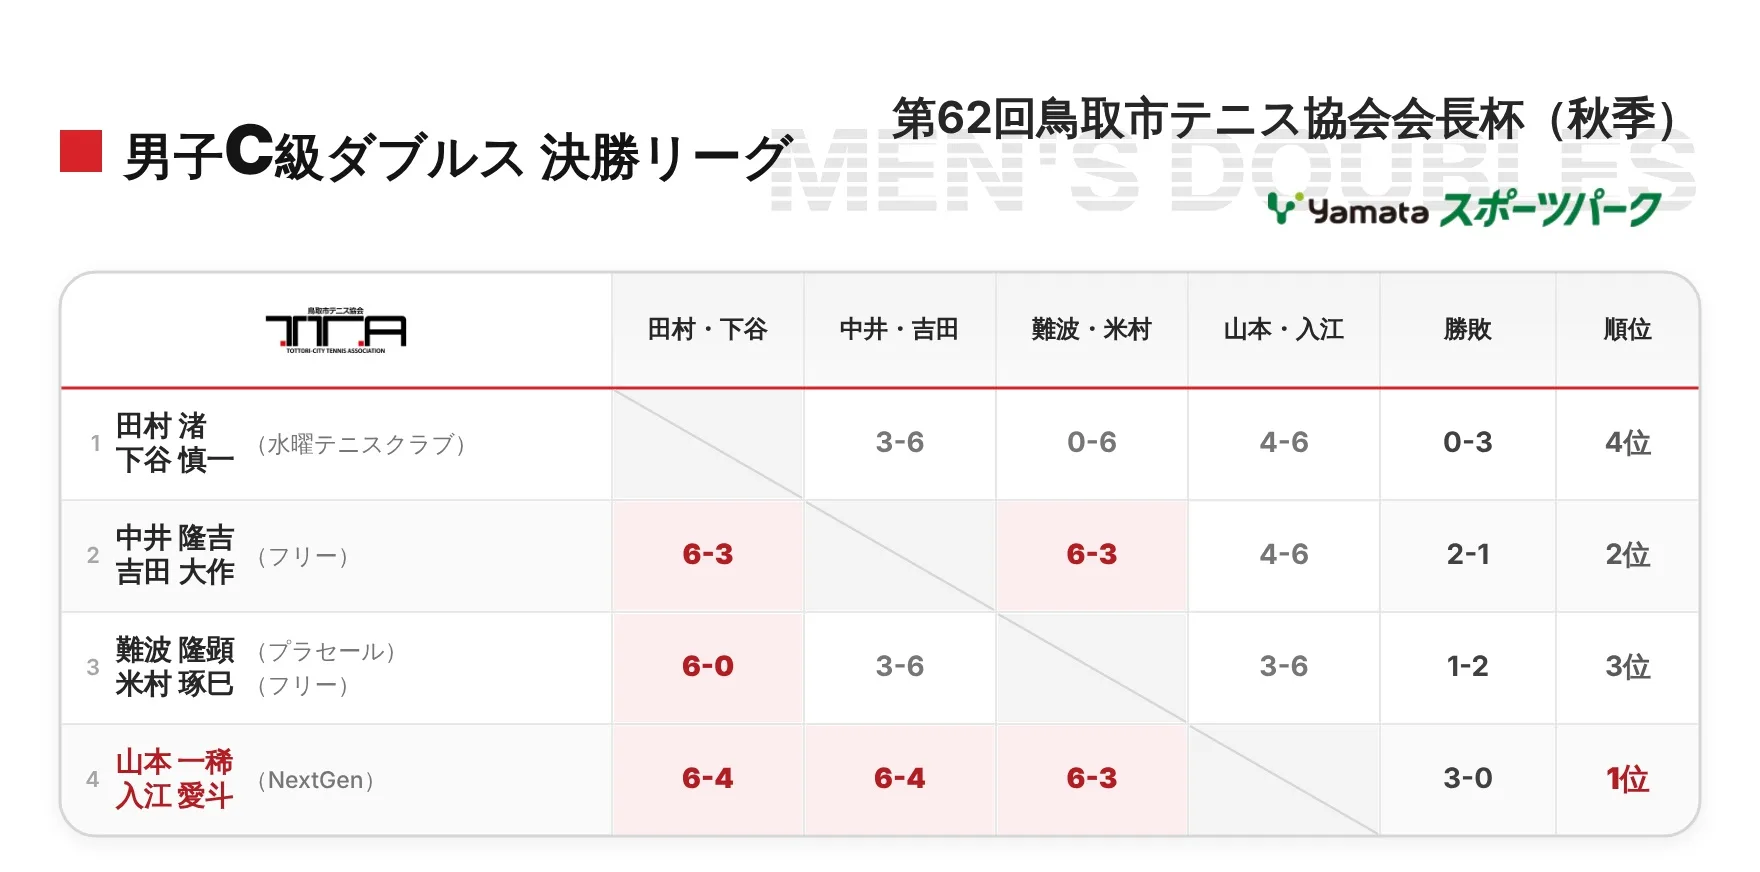 第62回鳥取市テニス協会会長杯（秋季）
男子C級ダブルス 決勝リーグ
MEN'S DOUBLES
Yamata スポーツパーク
鳥取市テニス協会
TTA
TOTTORI-CITY TENNIS ASSOCIATION
田村・下谷 中井・吉田 難波・米村 山本・入江 勝敗 順位
1 田村 渚 下谷 慎一 （水曜テニスクラブ） 3-6 0-6 4-6 0-3 4位
2 中井 隆吉 吉田 大作 （フリー） 6-3 6-3 4-6 2-1 2位
3 難波 隆顕 （プラセール） 米村 琢巳 （フリー） 6-0 3-6 3-6 1-2 3位
4 山本 一稀 入江 愛斗 （NextGen） 6-4 6-4 6-3 3-0 1位